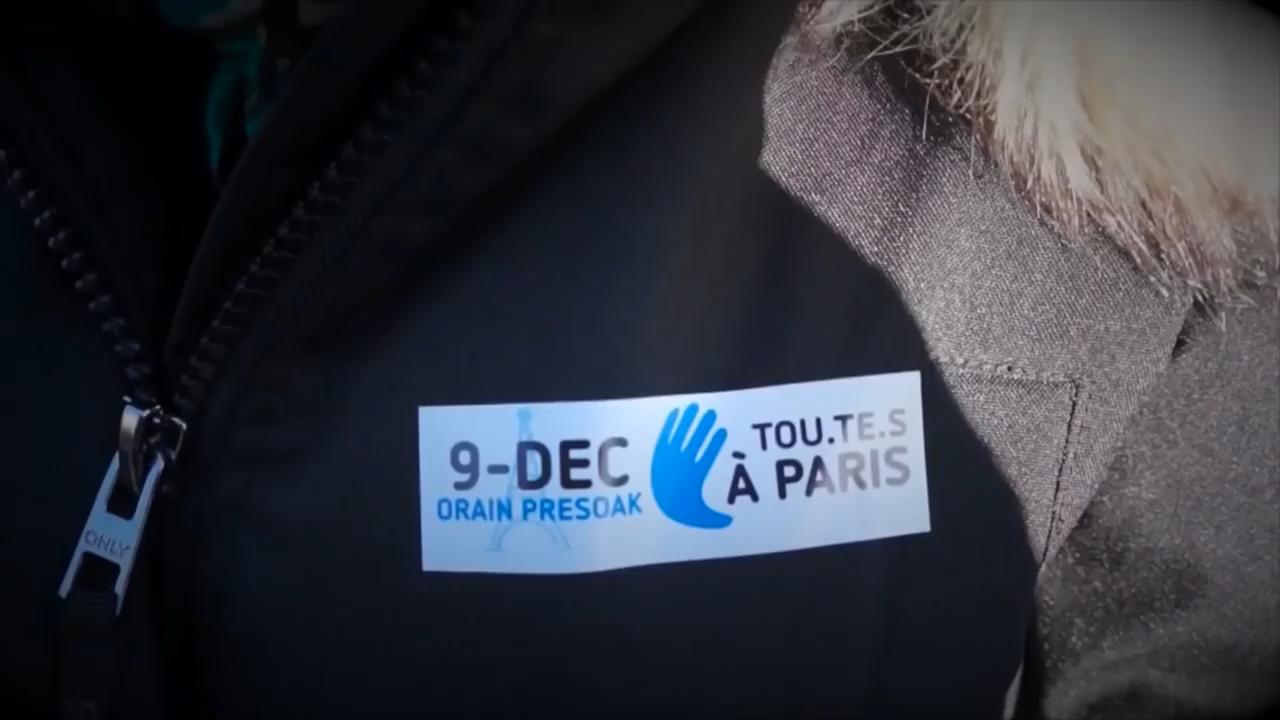 9-DEC
ORAIN PRESOAK
TOU.TE.S
À PARIS
ONLY